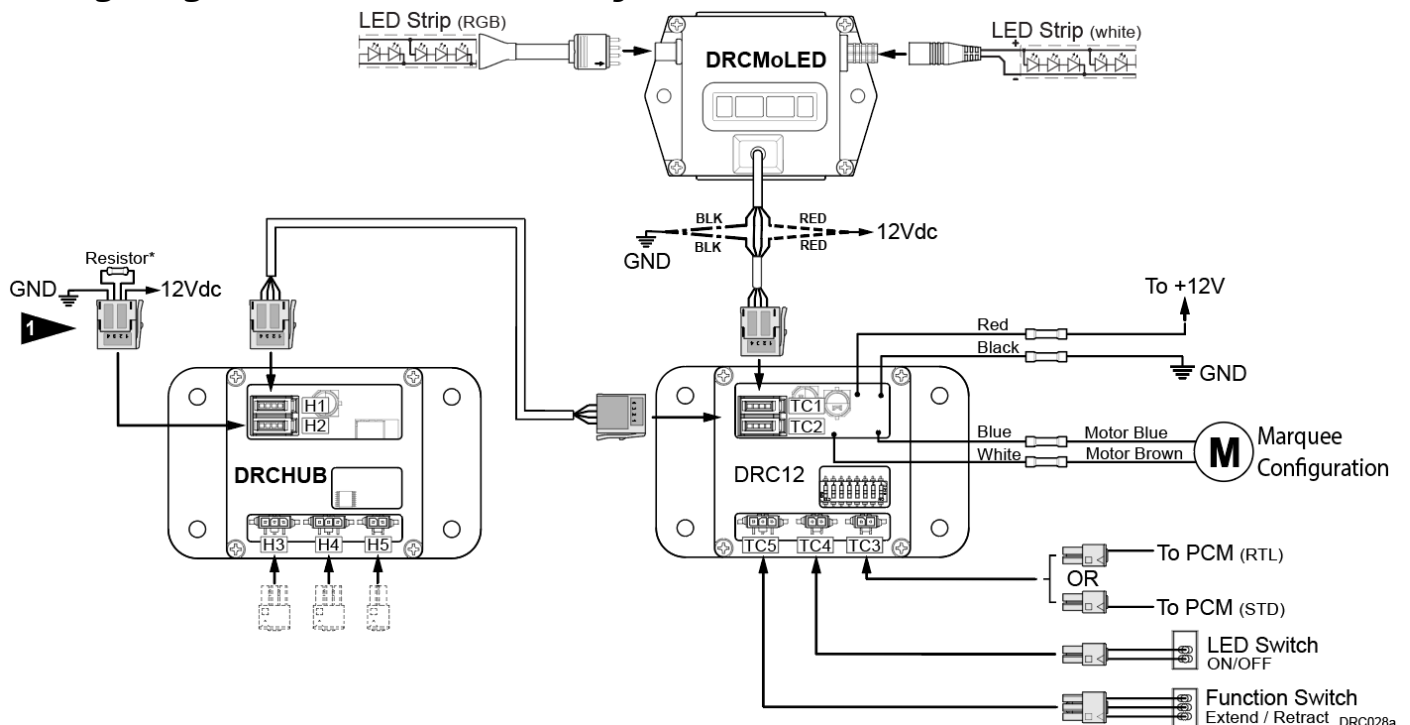 LED Strip (RGB)
DRCMoLED
LED Strip (white)
+
-
BLK
RED
BLK
RED
GND
12Vdc
Resistor*
GND
12Vdc
1
To +12V
Red
Black
GND
H1
H2
DRCHUB
H3
H4
H5
TC1
TC2
DRC12
TC5
TC4
TC3
Blue
Motor Blue
White
Motor Brown
M
Marquee
Configuration
To PCM (RTL)
OR
To PCM (STD)
LED Switch
ON/OFF
Function Switch
Extend / Retract
DRC028a